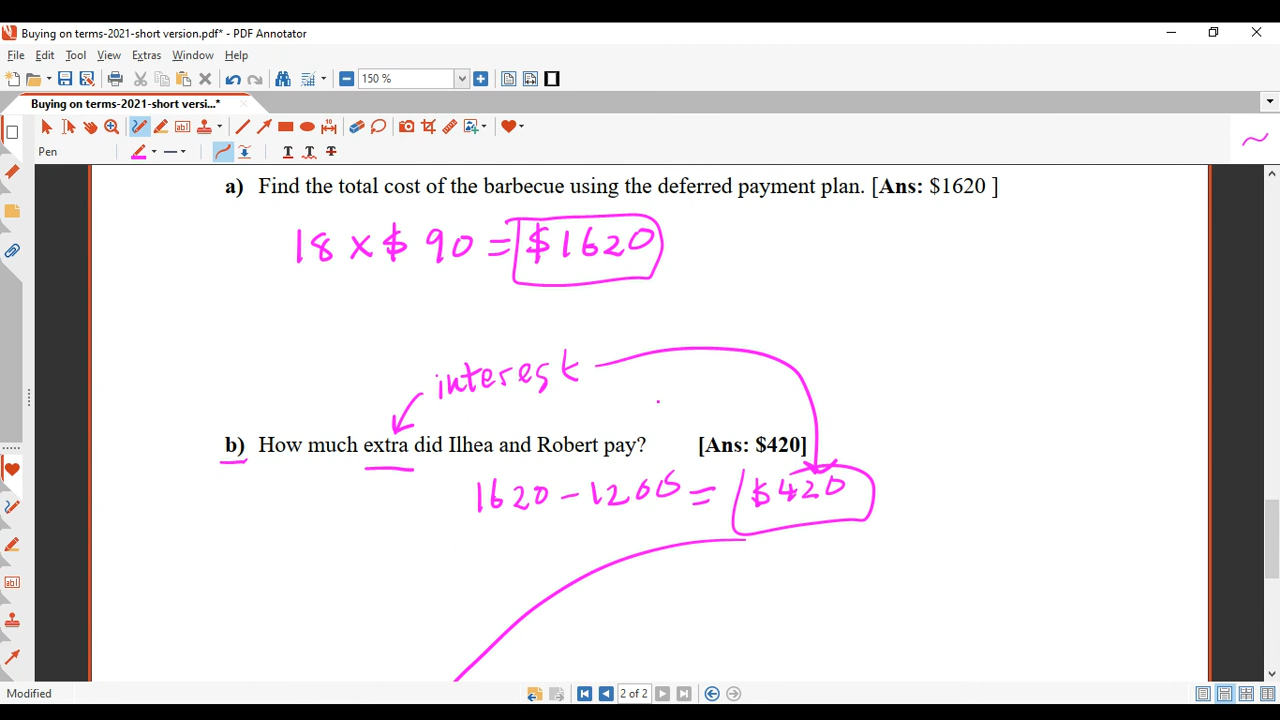 Buying on terms-2021-short version.pdf* - PDF Annotator
File Edit Tool View Extras Window Help
150 %
Buying on terms-2021-short versi...*
Pen
a) Find the total cost of the barbecue using the deferred payment plan. [Ans: $1620 ]
18 x $ 90 = $1620
interest
b) How much extra did Ilhea and Robert pay? [Ans: $420]
1620 - 1200 = $420
Modified
2 of 2